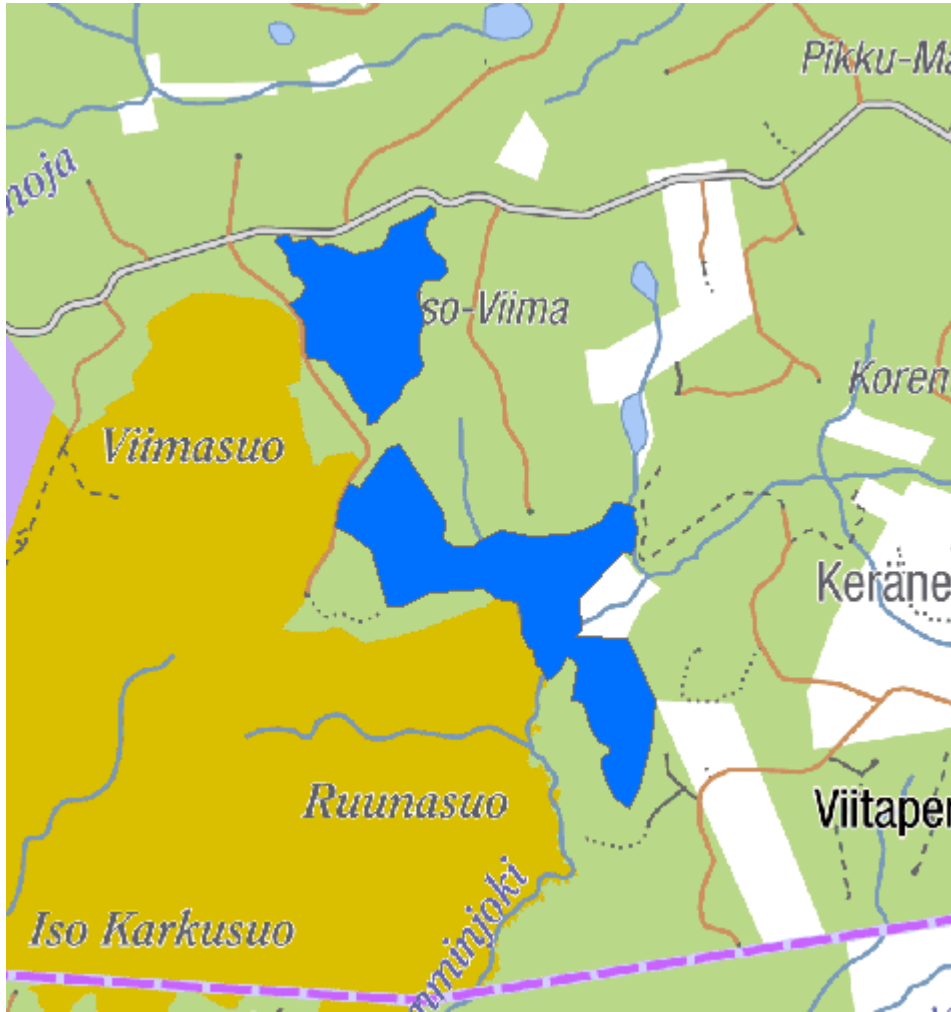 Pikku-Ma
noja
so-Viima
Koren
Viimasuo
Keräne
Ruunasuo
Viitaper
Iso Karkusuo
mminjoki